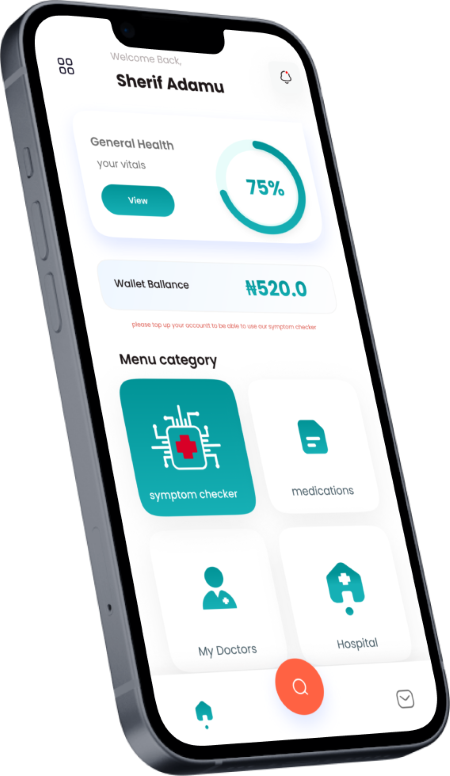 Welcome Back,
Sherif Adamu
General Health
your vitals
View
75%
Wallet Ballance
₦520.0
please top up your account to be able to use our symptom checker
Menu category
symptom checker
medications
My Doctors
Hospital